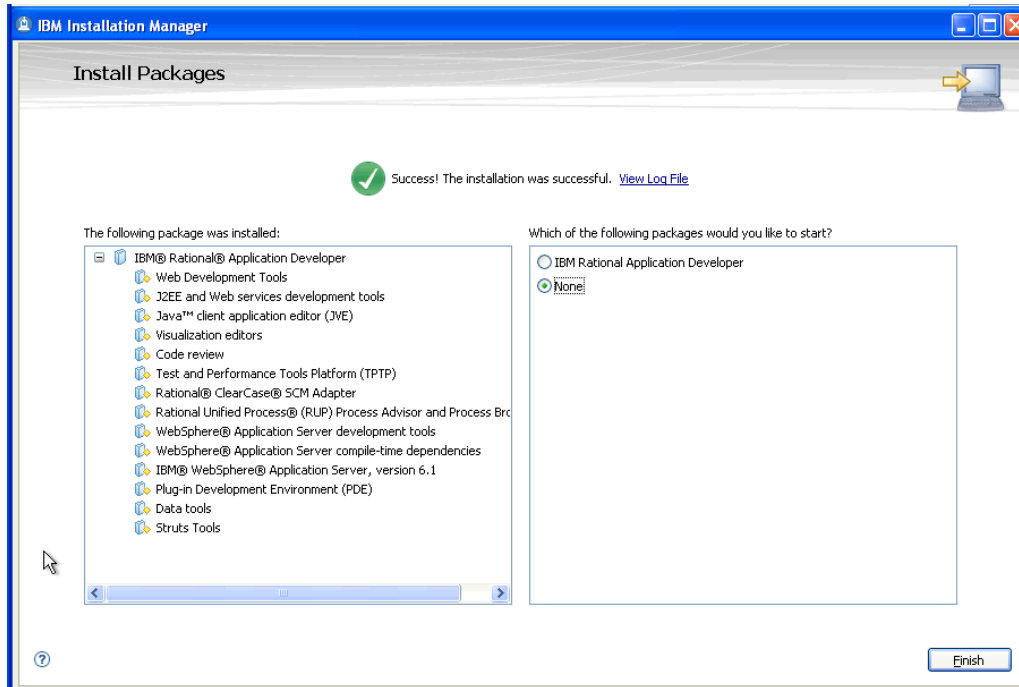 IBM Installation Manager
Install Packages
Success! The installation was successful. View Log File
The following package was installed:
IBM® Rational® Application Developer
Web Development Tools
J2EE and Web services development tools
Java™ client application editor (JVE)
Visualization editors
Code review
Test and Performance Tools Platform (TPTP)
Rational® ClearCase® SCM Adapter
Rational Unified Process® (RUP) Process Advisor and Process Brc
WebSphere® Application Server development tools
WebSphere® Application Server compile-time dependencies
IBM® WebSphere® Application Server, version 6.1
Plug-in Development Environment (PDE)
Data tools
Struts Tools
Which of the following packages would you like to start?
IBM Rational Application Developer
None
?
Finish